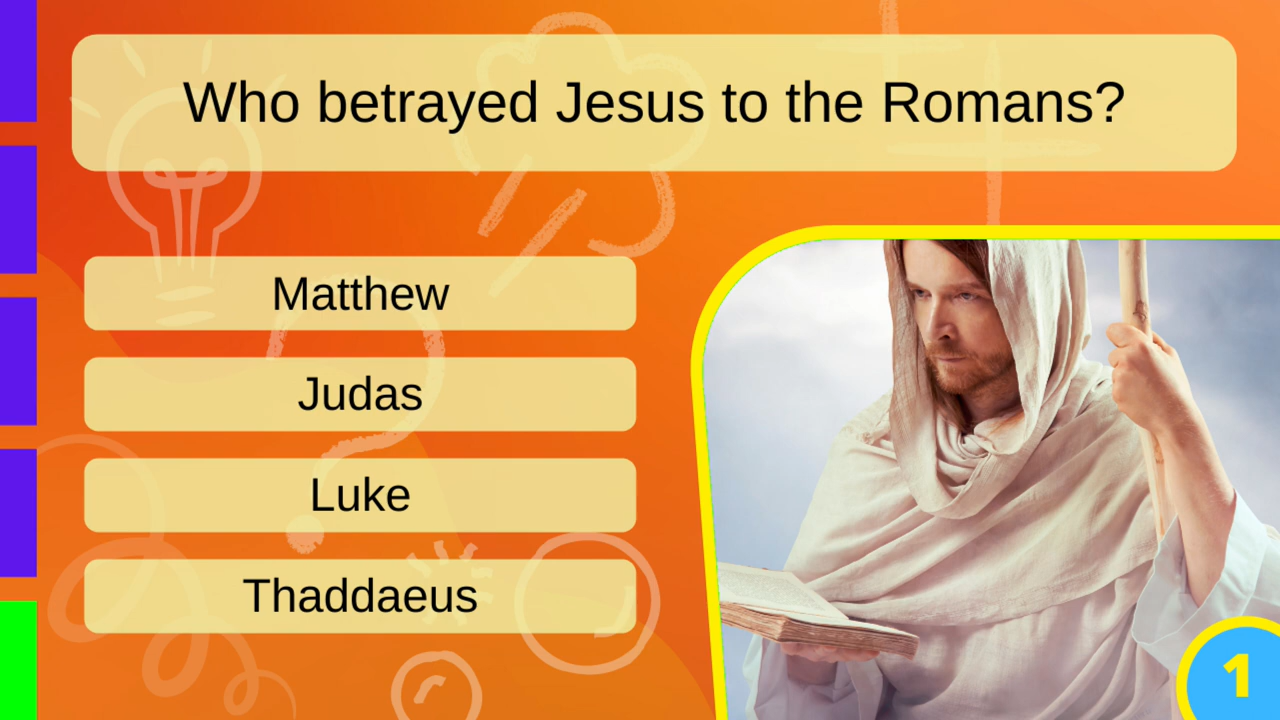 Who betrayed Jesus to the Romans?
Matthew
Judas
Luke
Thaddaeus
1